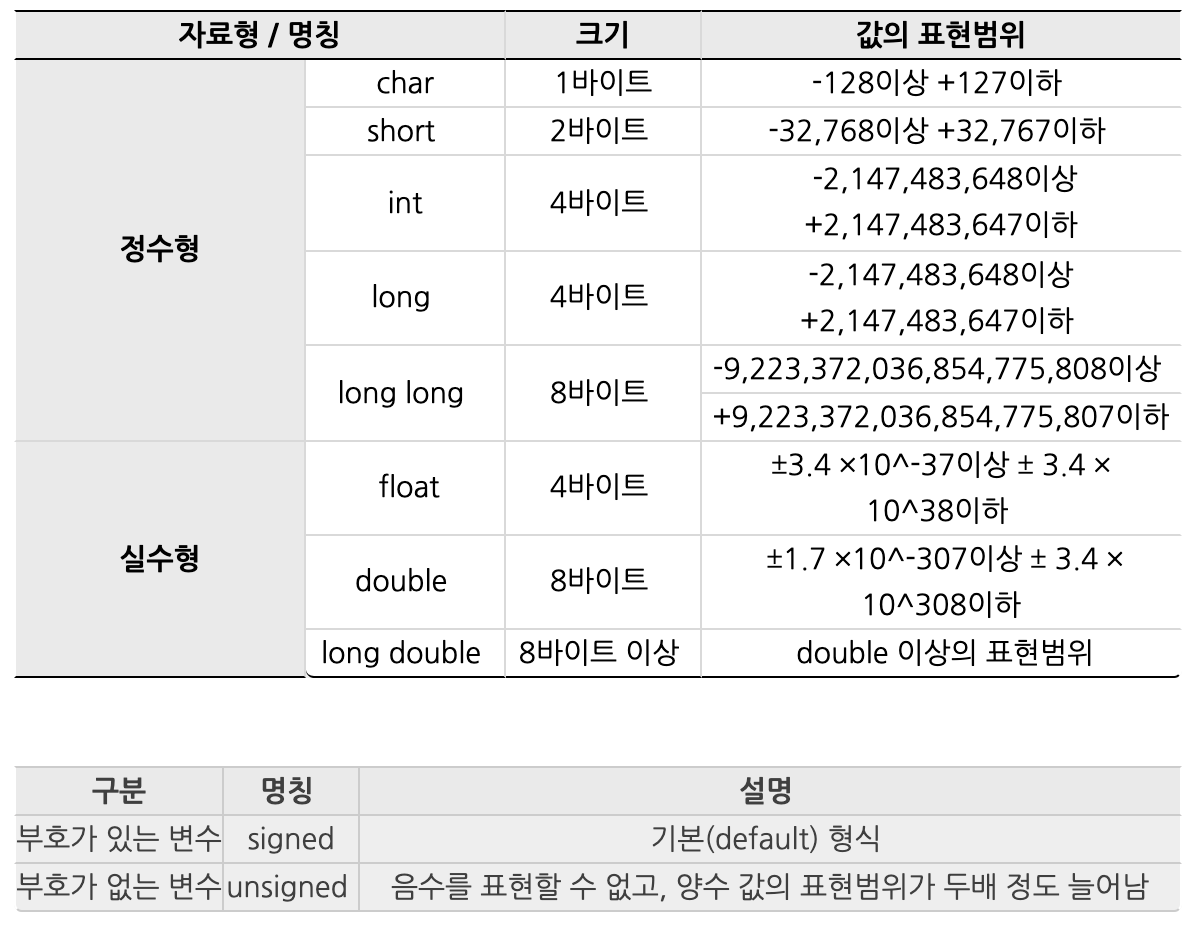 자료형 / 명칭 크기 값의 표현범위
정수형
char 1바이트 -128이상 +127이하
short 2바이트 -32,768이상 +32,767이하
int 4바이트 -2,147,483,648이상
+2,147,483,647이하
long 4바이트 -2,147,483,648이상
+2,147,483,647이하
long long 8바이트 -9,223,372,036,854,775,808이상
+9,223,372,036,854,775,807이하
실수형
float 4바이트 ±3.4 ×10^-37이상 ± 3.4 ×
10^38이하
double 8바이트 ±1.7 ×10^-307이상 ± 3.4 ×
10^308이하
long double 8바이트 이상 double 이상의 표현범위
구분 명칭 설명
부호가 있는 변수 signed 기본(default) 형식
부호가 없는 변수 unsigned 음수를 표현할 수 없고, 양수 값의 표현범위가 두배 정도 늘어남